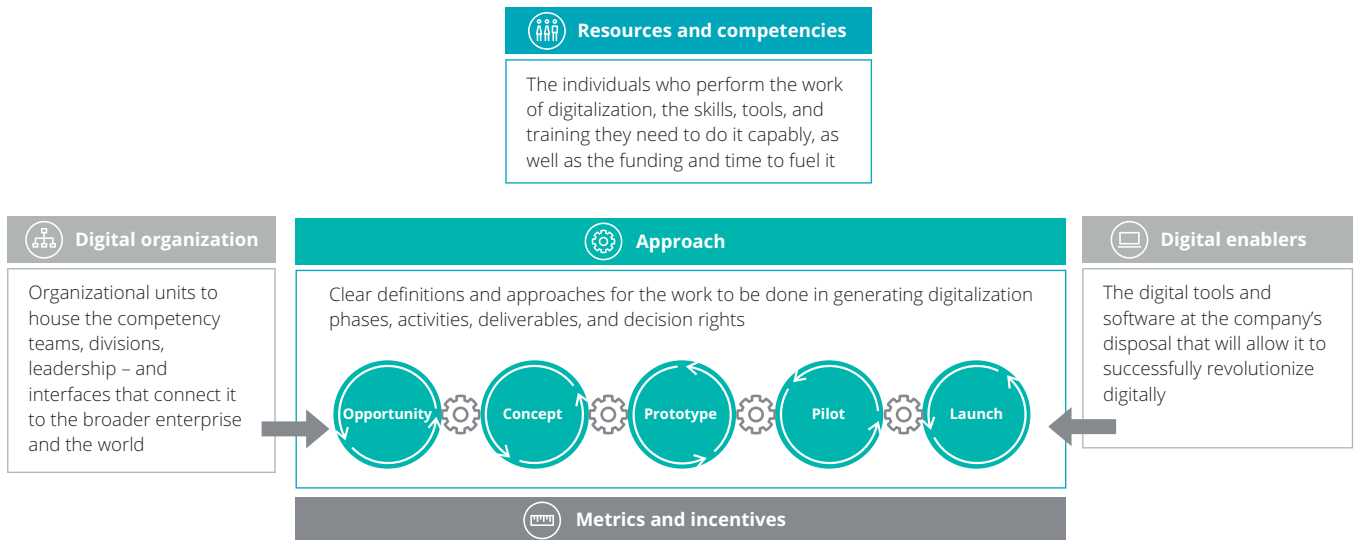 Resources and competencies
The individuals who perform the work
of digitalization, the skills, tools, and
training they need to do it capably, as
well as the funding and time to fuel it
Digital organization
Organizational units to
house the competency
teams, divisions,
leadership – and
interfaces that connect it
to the broader enterprise
and the world
Approach
Clear definitions and approaches for the work to be done in generating digitalization
phases, activities, deliverables, and decision rights
Opportunity
Concept
Prototype
Pilot
Launch
Digital enablers
The digital tools and
software at the company’s
disposal that will allow it to
successfully revolutionize
digitally
Metrics and incentives